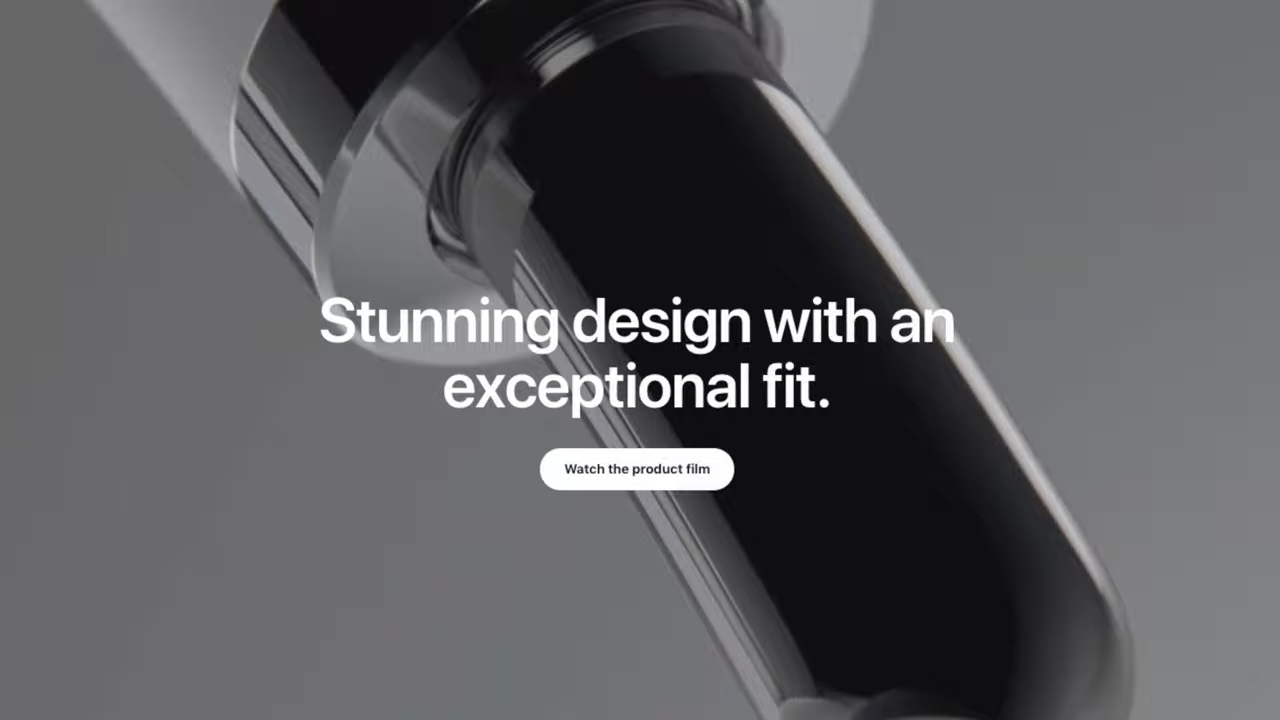 Stunning design with an
exceptional fit.
Watch the product film